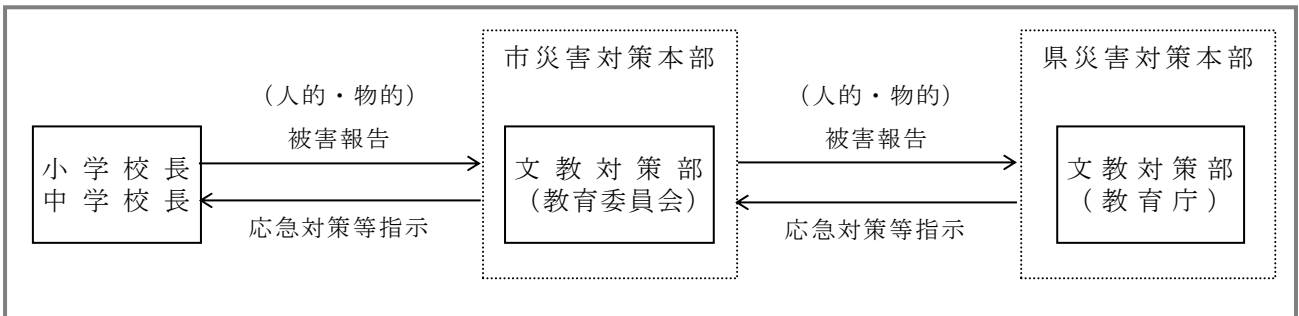 市災害対策本部
県災害対策本部
（人的・物的）
被害報告
（人的・物的）
被害報告
小学校長
中学校長
文教対策部
（教育委員会）
文教対策部
（教育庁）
応急対策等指示
応急対策等指示